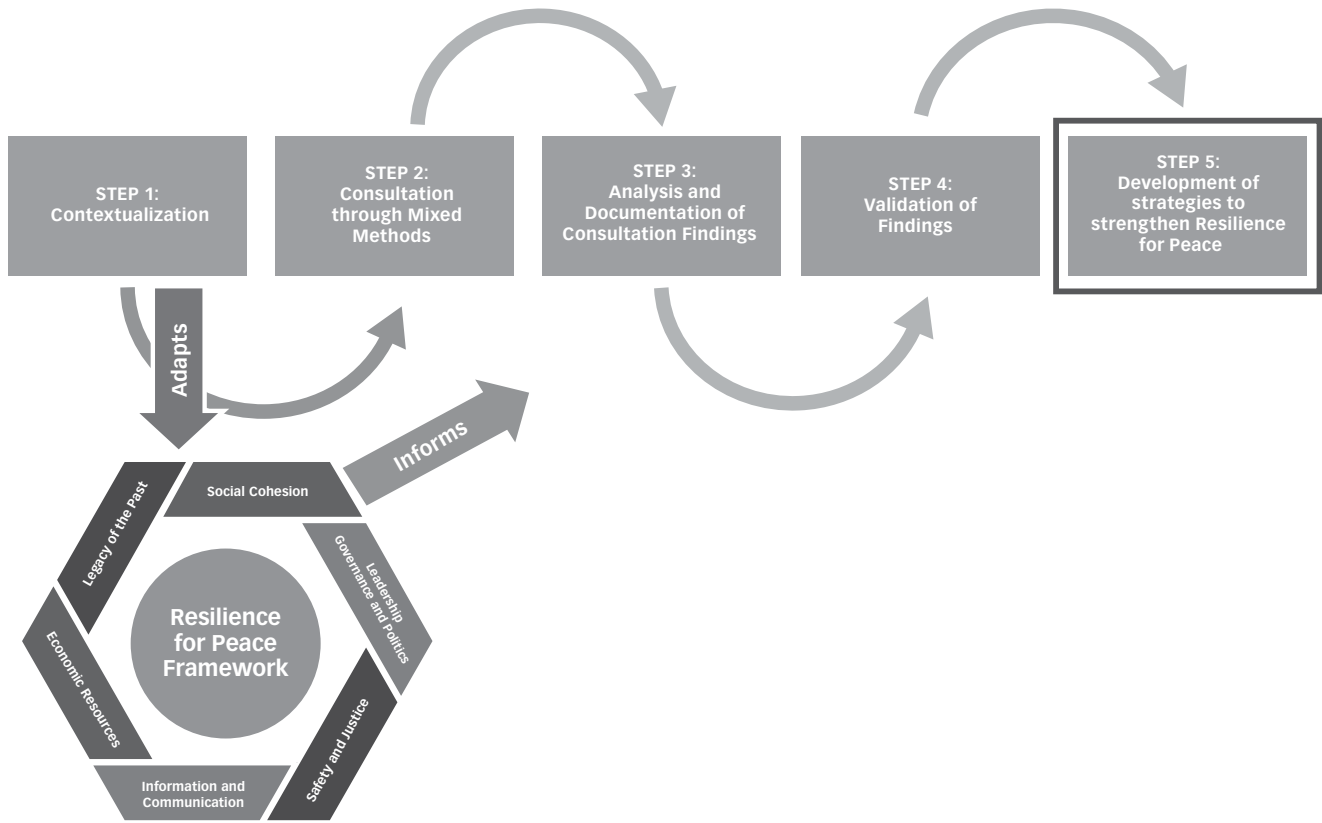 STEP 1:
Contextualization
STEP 2:
Consultation
through Mixed
Methods
STEP 3:
Analysis and
Documentation of
Consultation Findings
STEP 4:
Validation of
Findings
STEP 5:
Development of
strategies to
strengthen Resilience
for Peace
Adapts
Informs
Legacy of the Past
Social Cohesion
Leadership
Governance and Politics
Resilience
for Peace
Framework
Economic Resources
Safety and Justice
Information and
Communication